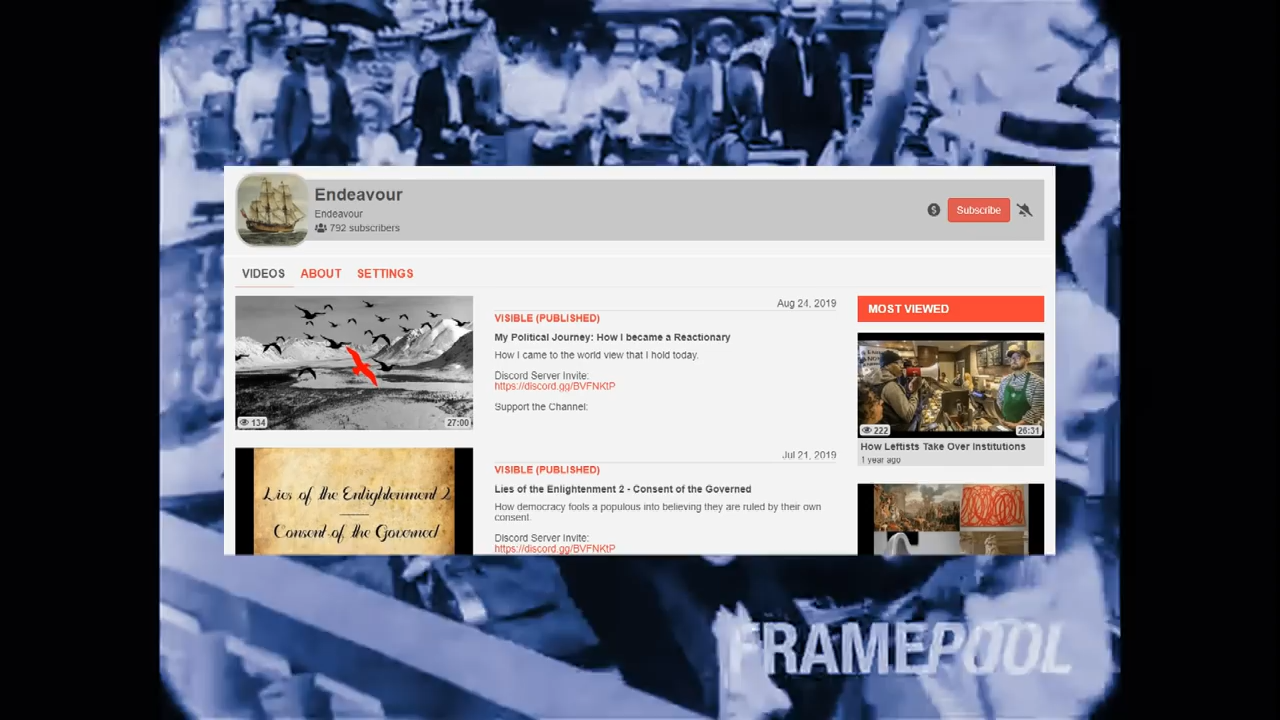 Endeavour
Endeavour
792 subscribers
Subscribe
VIDEOS ABOUT SETTINGS
134
27:00
Aug 24, 2019
VISIBLE (PUBLISHED)
My Political Journey: How I became a Reactionary
How I came to the world view that I hold today.
Discord Server Invite:
https://discord.gg/BVFNKtP
Support the Channel:
Lies of the Enlightenment 2
Consent of the Governed
Jul 21, 2019
VISIBLE (PUBLISHED)
Lies of the Enlightenment 2 - Consent of the Governed
How democracy fools a populous into believing they are ruled by their own
consent.
Discord Server Invite:
https://discord.gg/BVFNKtP
MOST VIEWED
222
26:31
How Leftists Take Over Institutions
1 year ago
FRAMEPOOL